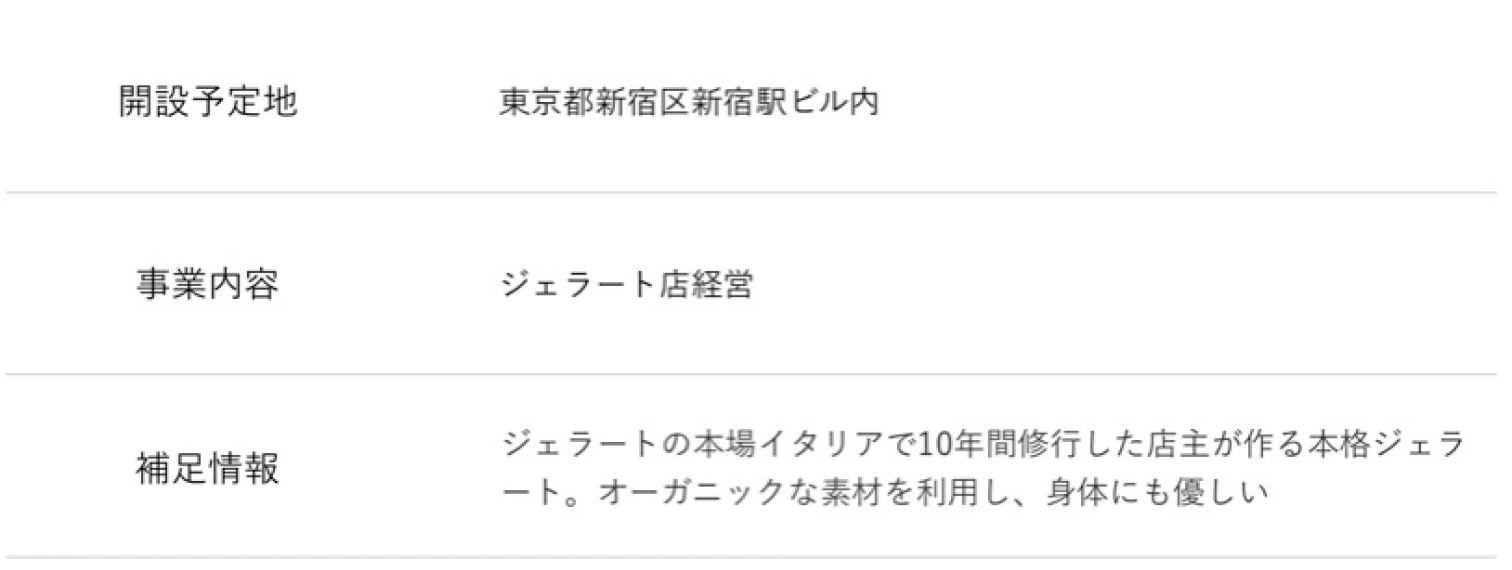 開設予定地
東京都新宿区新宿駅ビル内
事業内容
ジェラート店経営
補足情報
ジェラートの本場イタリアで10年間修行した店主が作る本格ジェラ
ート。オーガニックな素材を利用し、身体にも優しい